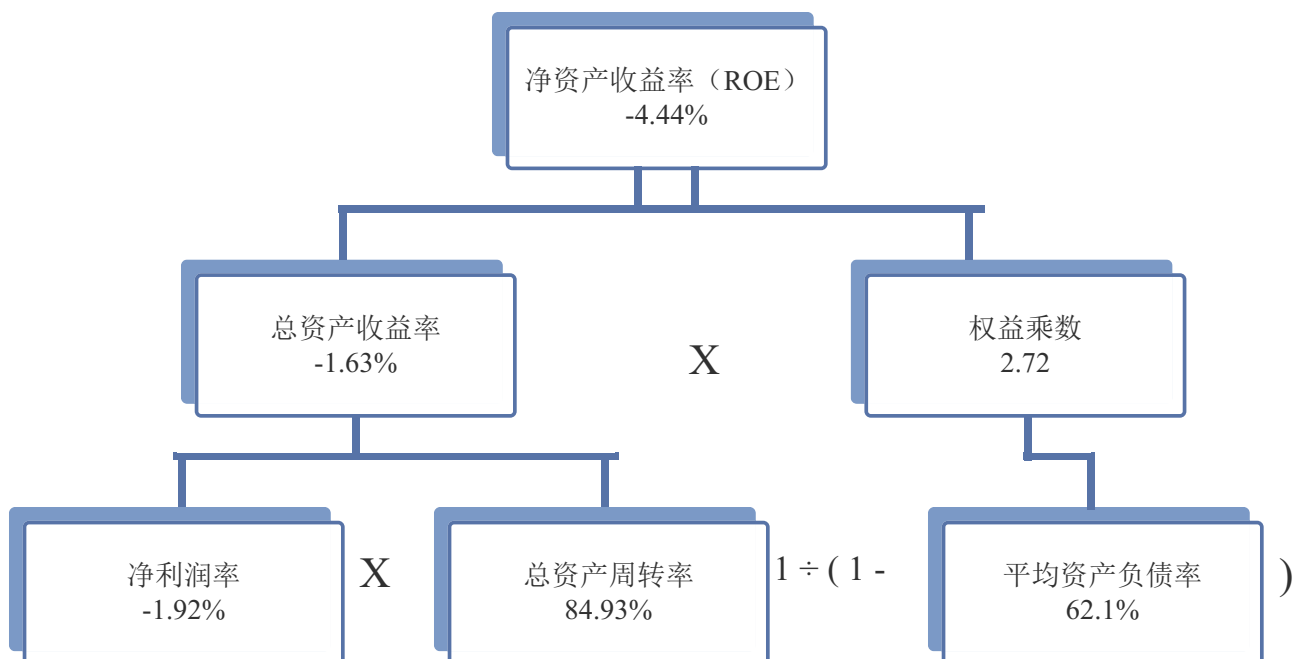 净资产收益率（ROE）
-4.44%
总资产收益率
-1.63%
X
权益乘数
2.72
净利润率
-1.92%
X
总资产周转率
84.93%
1 ÷ ( 1 -
平均资产负债率
62.1%
)